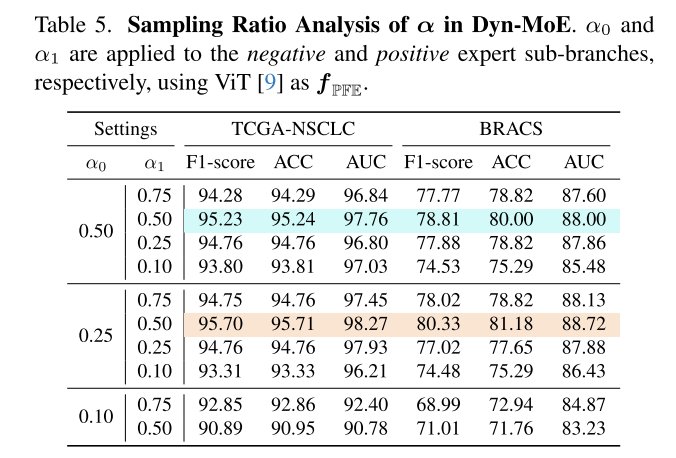 Table 5. Sampling Ratio Analysis of α in Dyn-MoE. α₀ and
α₁ are applied to the negative and positive expert sub-branches,
respectively, using ViT [9] as f_PFE.
Settings TCGA-NSCLC BRACS
α₀ α₁ F1-score ACC AUC F1-score ACC AUC
0.75 94.28 94.29 96.84 77.77 78.82 87.60
0.50 0.50 95.23 95.24 97.76 78.81 80.00 88.00
0.25 94.76 94.76 96.80 77.88 78.82 87.86
0.10 93.80 93.81 97.03 74.53 75.29 85.48
0.75 94.75 94.76 97.45 78.02 78.82 88.13
0.25 0.50 95.70 95.71 98.27 80.33 81.18 88.72
0.25 94.76 94.76 97.93 77.02 77.65 87.88
0.10 93.31 93.33 96.21 74.48 75.29 86.43
0.10 0.75 92.85 92.86 92.40 68.99 72.94 84.87
0.50 90.89 90.95 90.78 71.01 71.76 83.23